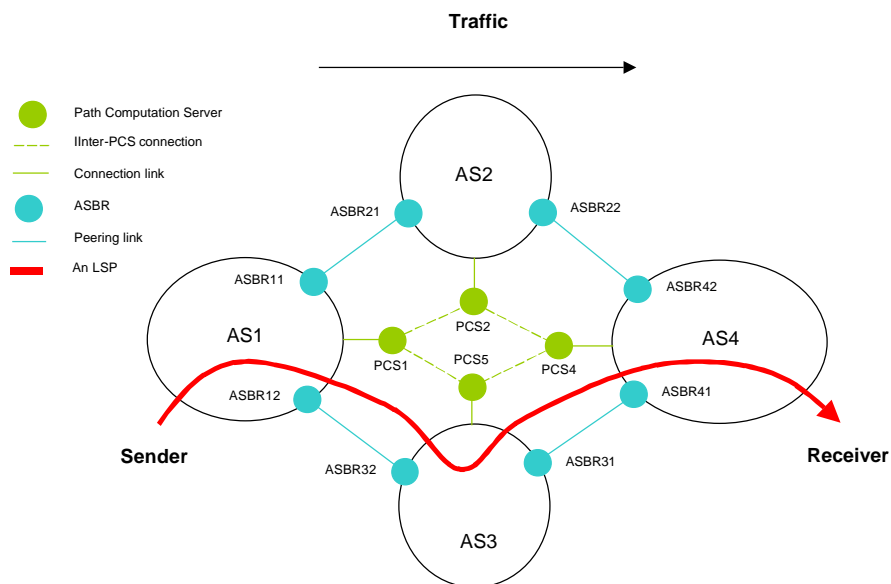 Traffic
Path Computation Server
IInter-PCS connection
Connection link
ASBR
Peering link
An LSP
AS2
ASBR21
ASBR22
ASBR11
ASBR42
AS1
PCS1
PCS2
PCS5
PCS4
AS4
ASBR12
ASBR41
Sender
ASBR32
ASBR31
Receiver
AS3